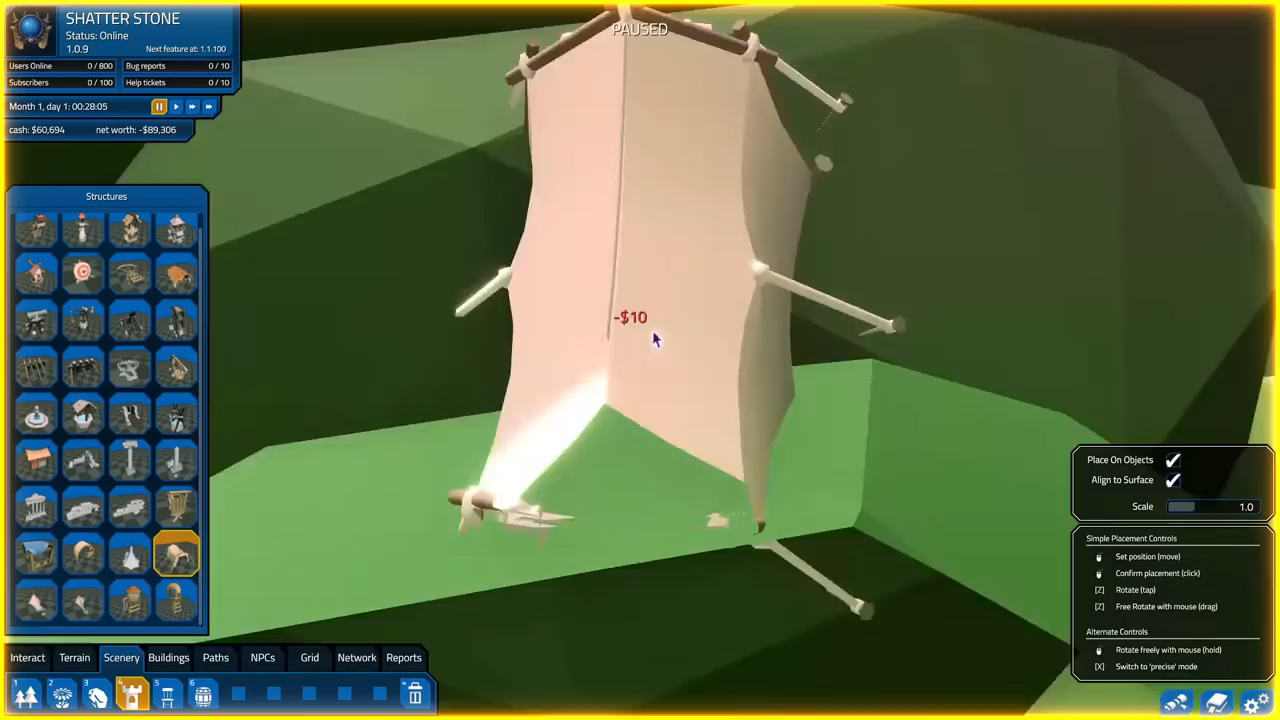 SHATTER STONE
Status: Online
1.0.9
Next feature at: 1.1.100
Users Online 0 / 800
Bug reports 0 / 10
Subscribers 0 / 100
Help tickets 0 / 10
Month 1, day 1: 00:28:05
cash: $60,694
net worth: -$89,306
PAUSED
Structures
-$10
Place On Objects
Align to Surface
Scale 1.0
Simple Placement Controls
Set position (move)
Confirm placement (click)
[Z] Rotate (tap)
[Z] Free Rotate with mouse (drag)
Alternate Controls
Rotate freely with mouse (hold)
[X] Switch to 'precise' mode
Interact Terrain Scenery Buildings Paths NPCs Grid Network Reports
1 2 3 4 5 6